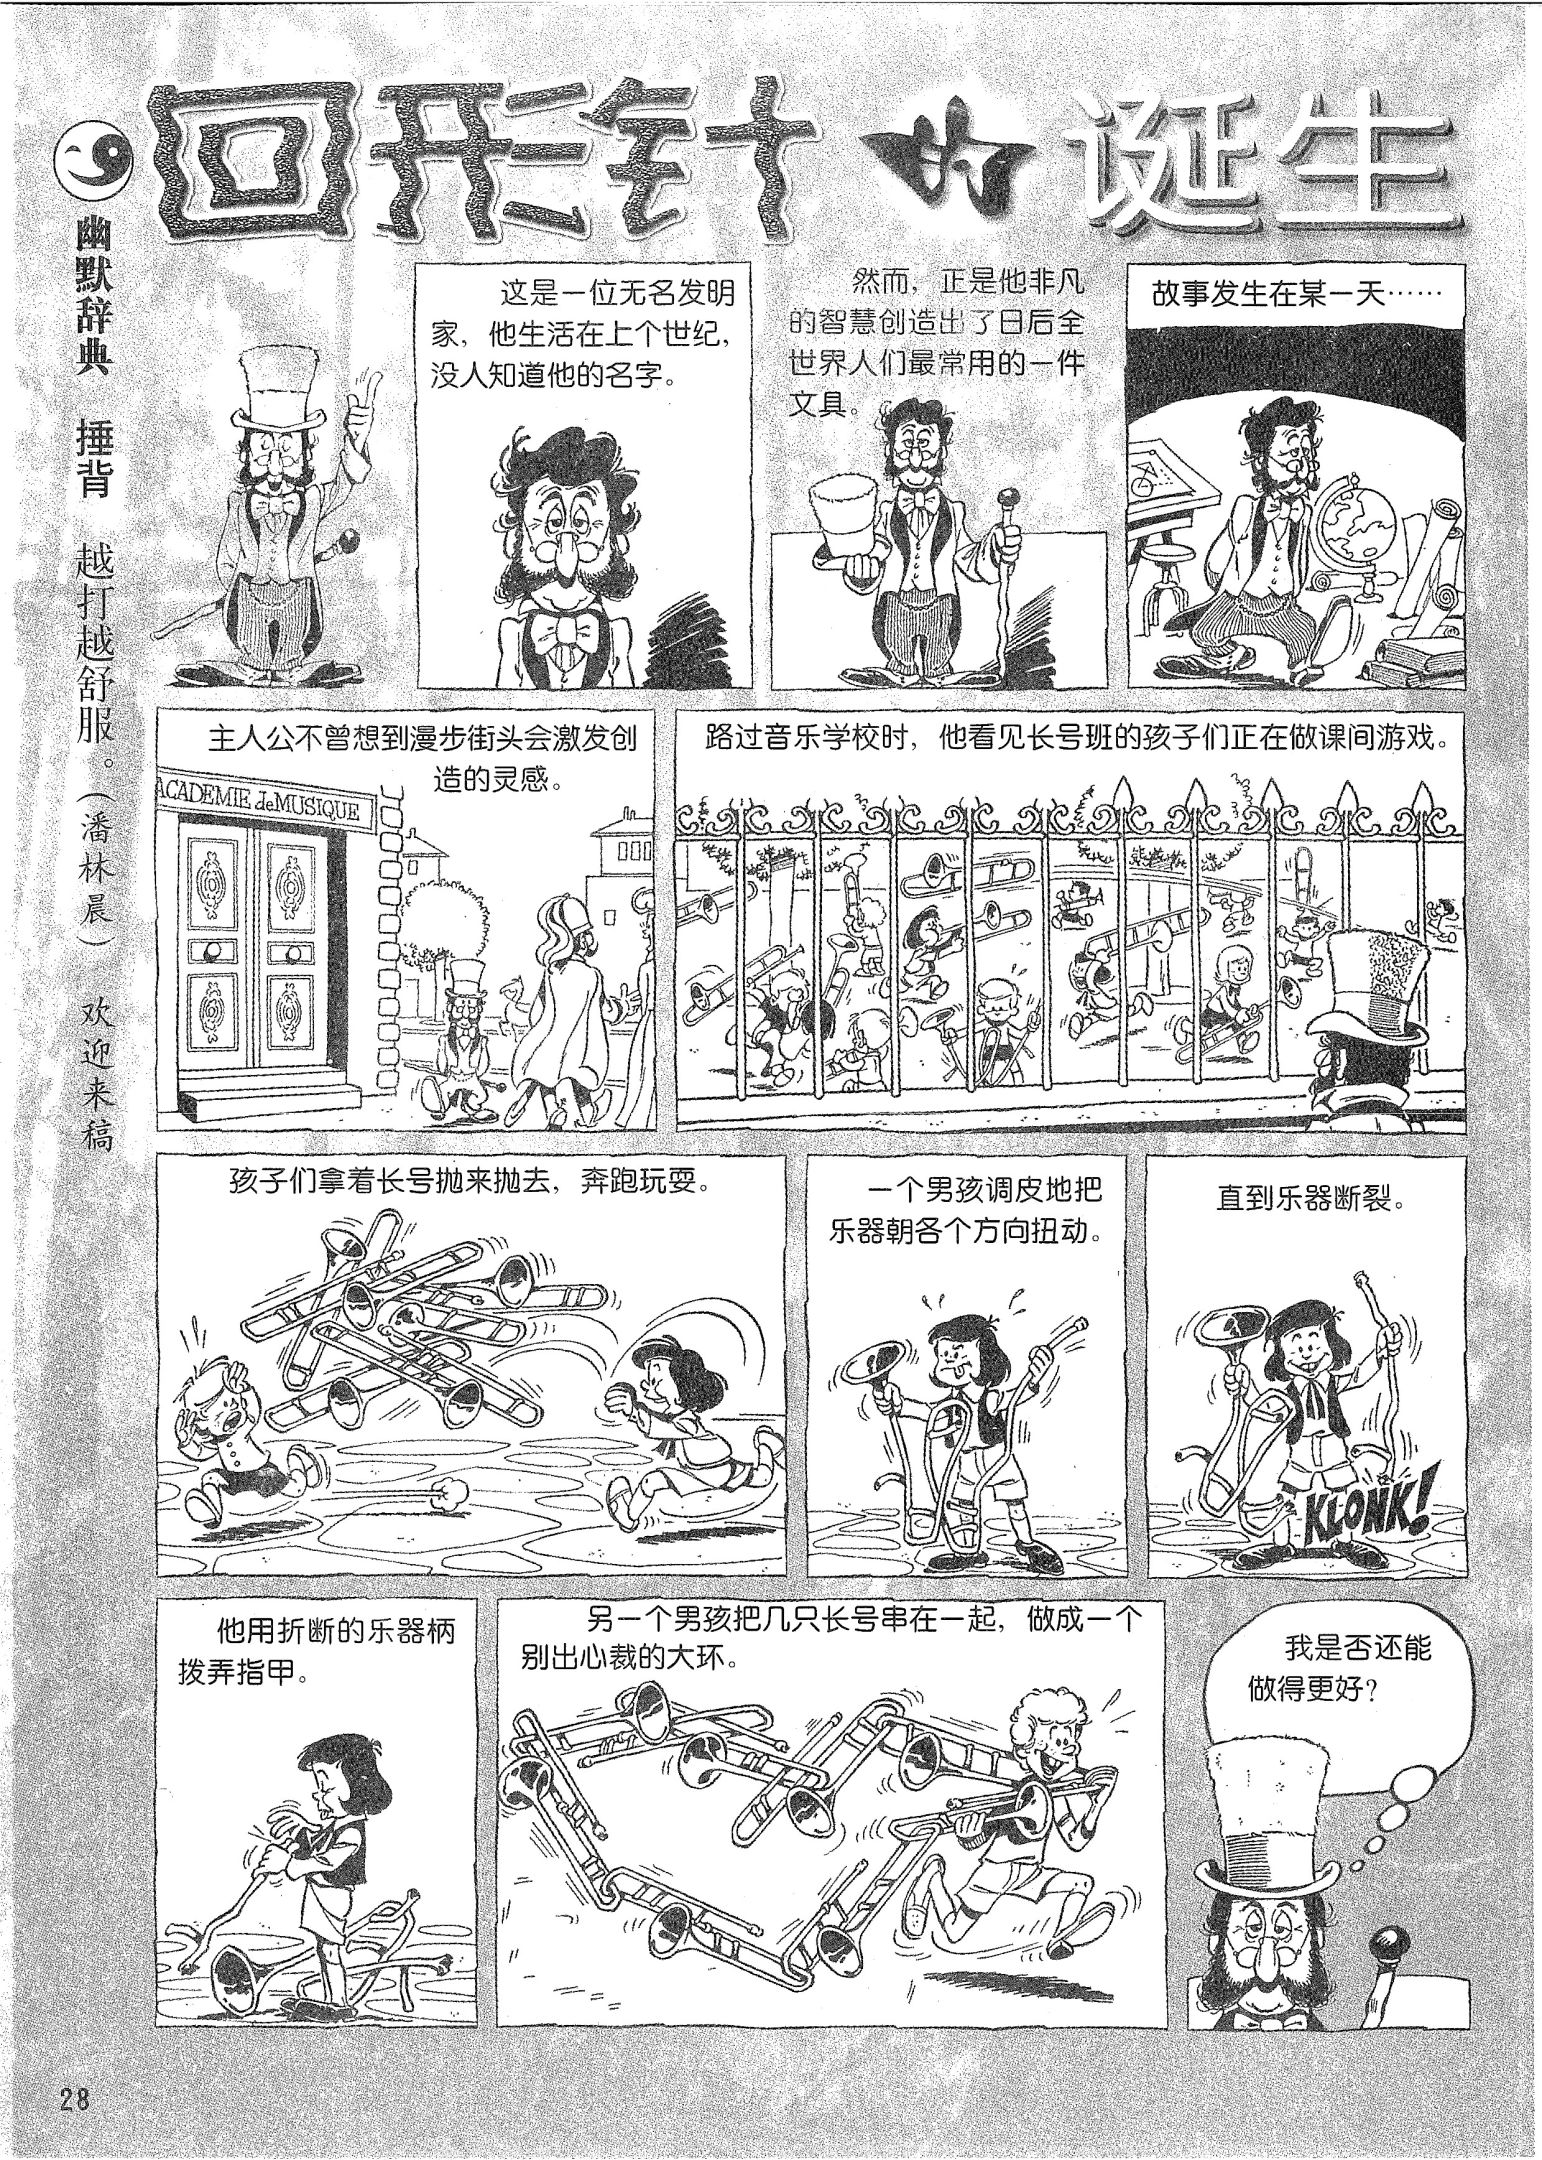 回形针的诞生
幽默辞典 捶背 越打越舒服。(潘林晨) 欢迎来稿
这是一位无名发明
家，他生活在上个世纪，
没人知道他的名字。
然而，正是他非凡
的智慧创造出了日后全
世界人们最常用的一件
文具。
故事发生在某一天……
主人公不曾想到漫步街头会激发创
造的灵感。
ACADEMIE de MUSIQUE
路过音乐学校时，他看见长号班的孩子们正在做课间游戏。
孩子们拿着长号抛来抛去，奔跑玩耍。
一个男孩调皮地把
乐器朝各个方向扭动。
直到乐器断裂。
KLONK!
他用折断的乐器柄
拨弄指甲。
另一个男孩把几只长号串在一起，做成一个
别出心裁的大环。
我是否还能
做得更好？
28